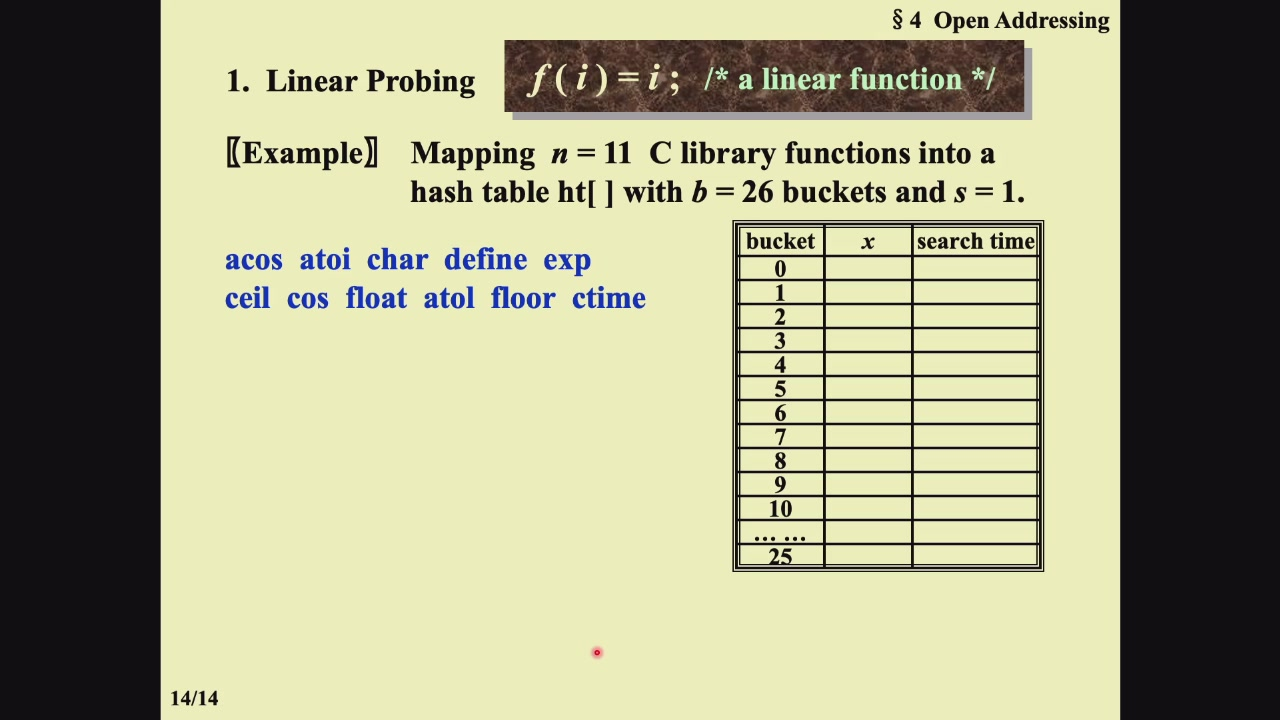 § 4 Open Addressing
1. Linear Probing
f ( i ) = i ; /* a linear function */
〖Example〗 Mapping n = 11 C library functions into a
hash table ht[ ] with b = 26 buckets and s = 1.
acos atoi char define exp
ceil cos float atol floor ctime
bucket x search time
0
1
2
3
4
5
6
7
8
9
10
... ...
25
14/14